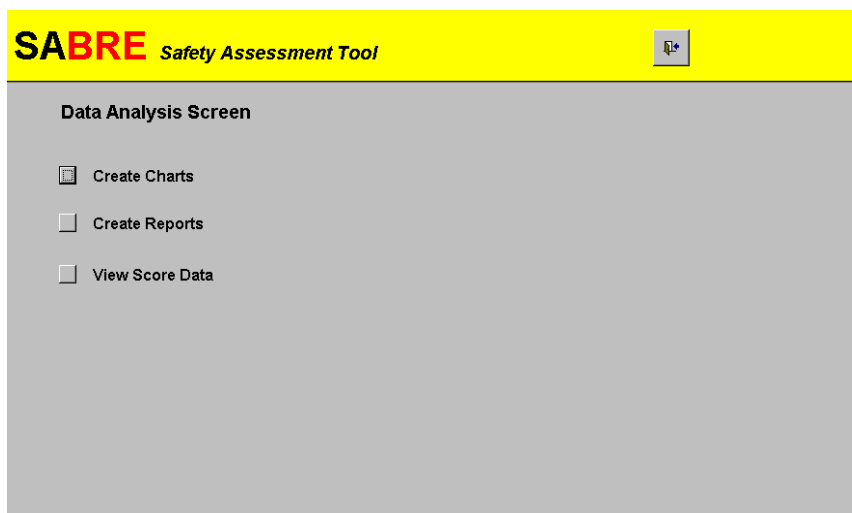 SABRE Safety Assessment Tool
Data Analysis Screen
Create Charts
Create Reports
View Score Data